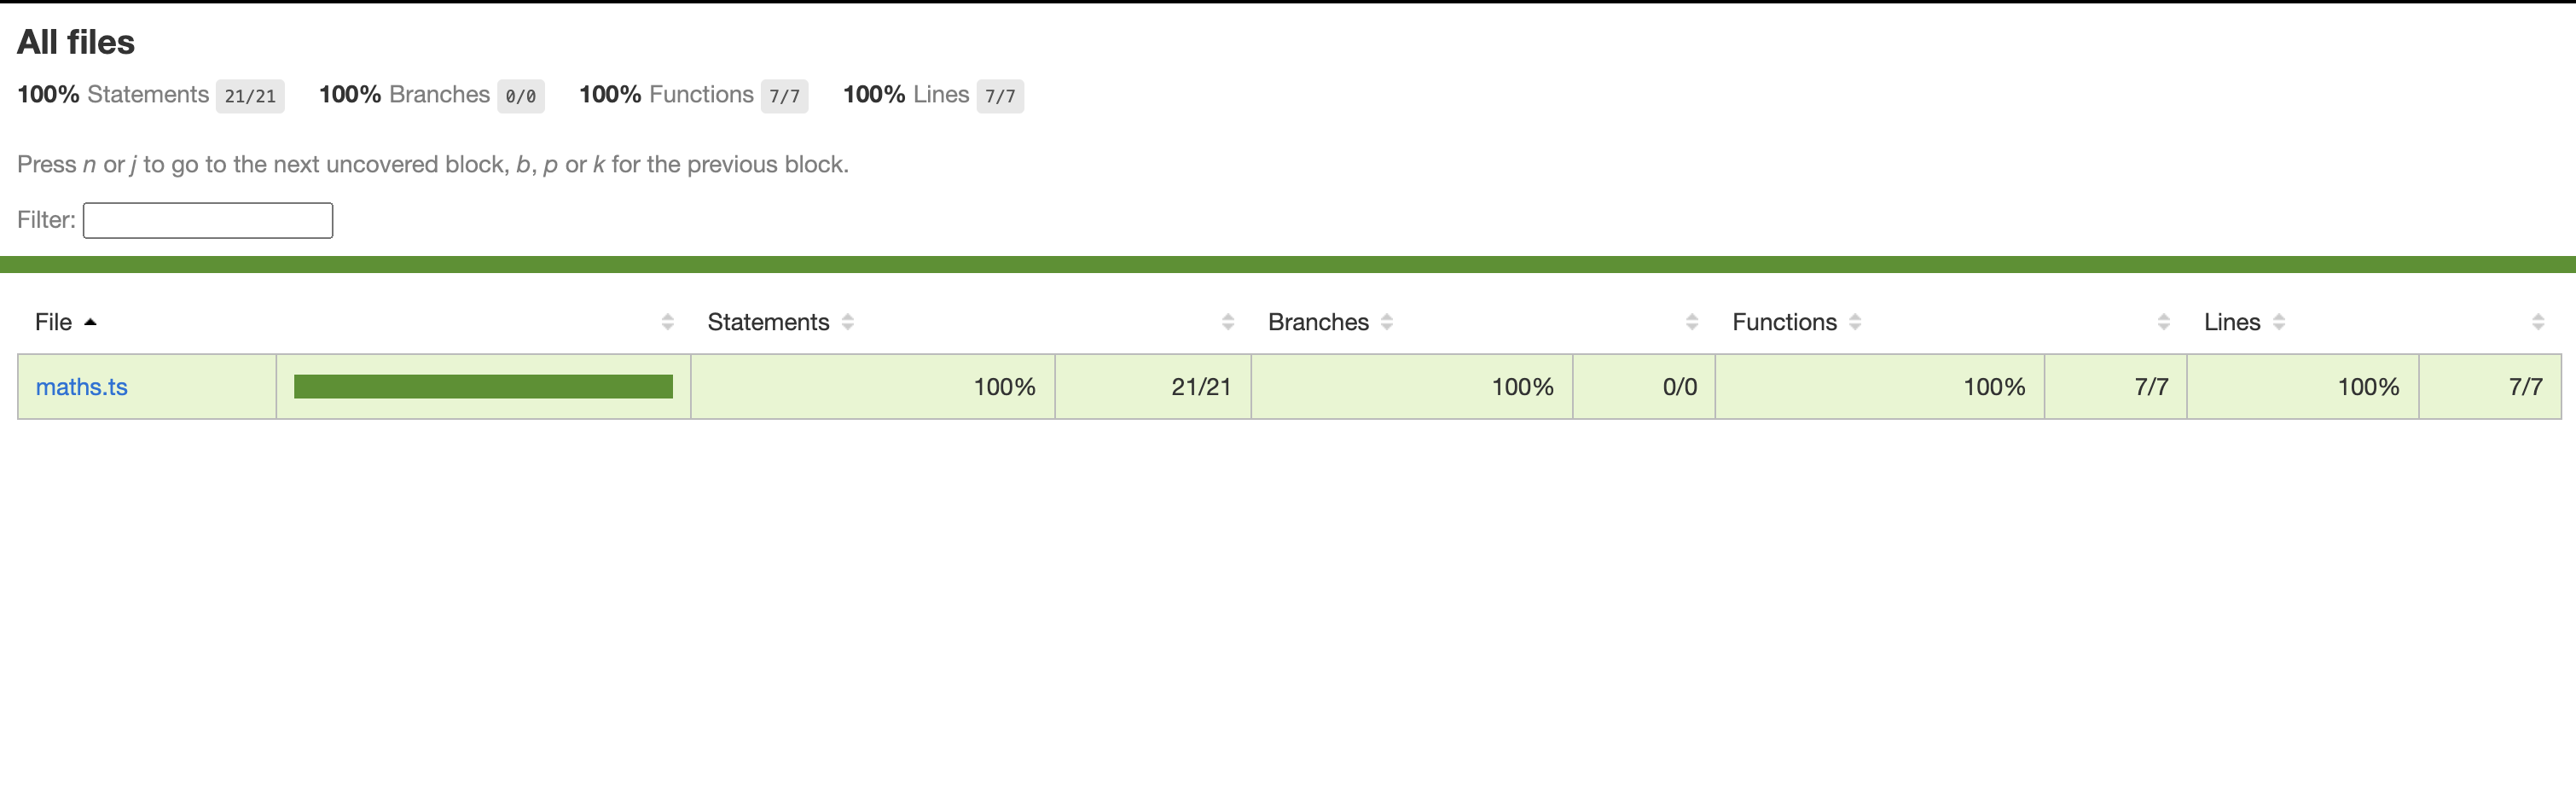 All files
100% Statements 21/21 100% Branches 0/0 100% Functions 7/7 100% Lines 7/7
Press n or j to go to the next uncovered block, b, p or k for the previous block.
Filter:
File Statements Branches Functions Lines
maths.ts 100% 21/21 100% 0/0 100% 7/7 100% 7/7